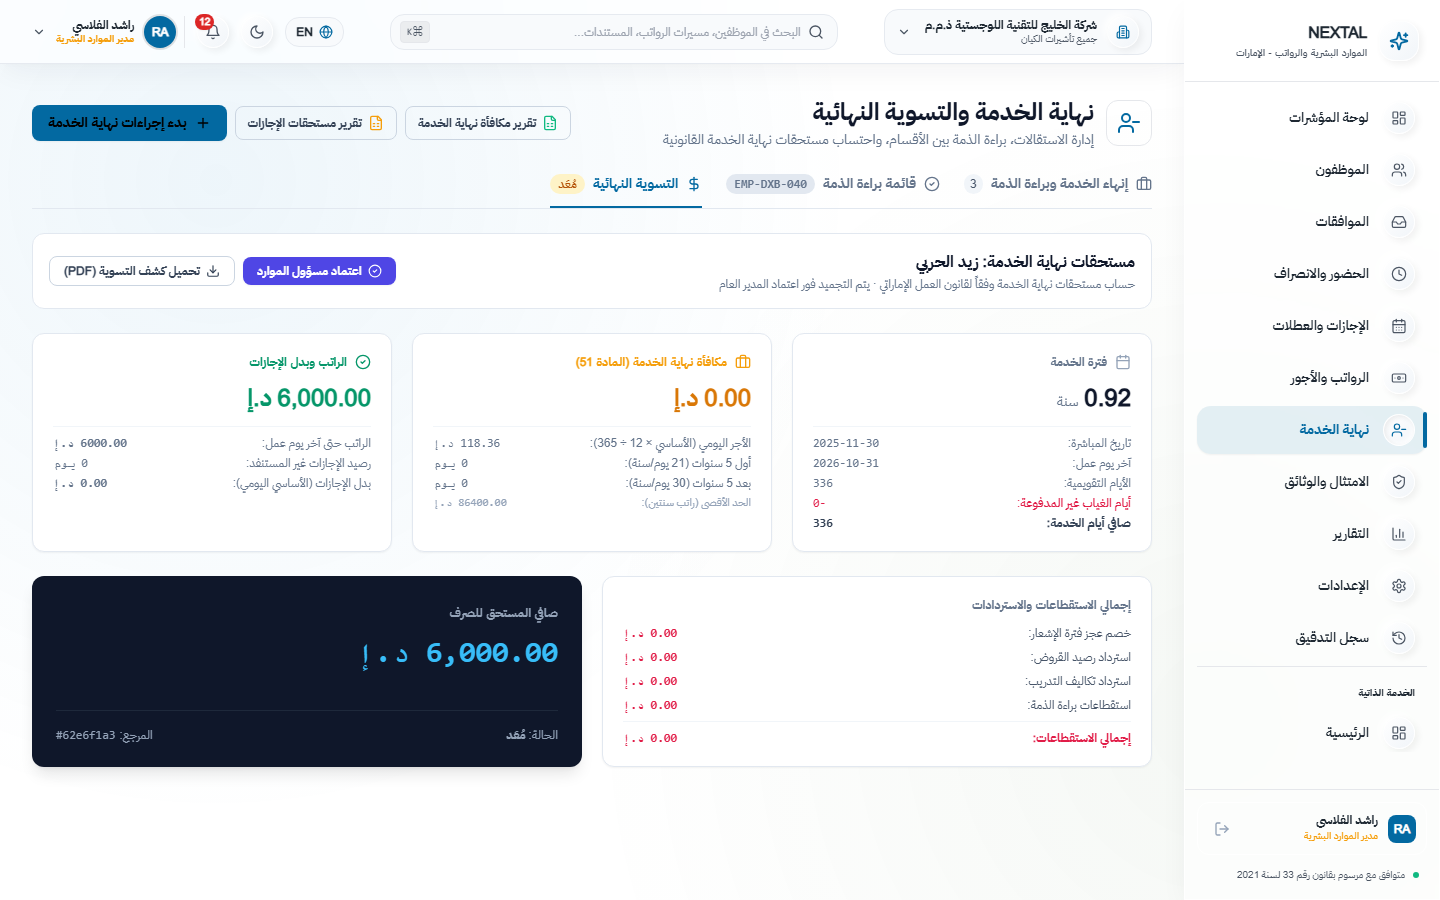 NEXTAL
الموارد البشرية والرواتب - الإمارات
لوحة المؤشرات
الموظفون
الموافقات
الحضور والانصراف
الإجازات والعطلات
الرواتب والأجور
نهاية الخدمة
الامتثال والوثائق
التقارير
الإعدادات
سجل التدقيق
الخدمة الذاتية
الرئيسية
RA
راشد الفلاسي
مدير الموارد البشرية
متوافق مع مرسوم بقانون رقم 33 لسنة 2021
شركة الخليج للتقنية اللوجستية ذ.م.م
جميع تأشيرات الكيان
البحث في الموظفين، مسيرات الرواتب، المستندات...
⌘K
EN
12
RA
راشد الفلاسي
مدير الموارد البشرية
نهاية الخدمة والتسوية النهائية
إدارة الاستقالات، براءة الذمة بين الأقسام، واحتساب مستحقات نهاية الخدمة القانونية
تقرير مكافأة نهاية الخدمة
تقرير مستحقات الإجازات
بدء إجراءات نهاية الخدمة
إنهاء الخدمة وبراءة الذمة 3
قائمة براءة الذمة EMP-DXB-040
التسوية النهائية مُعَد
مستحقات نهاية الخدمة: زيد الحربي
حساب مستحقات نهاية الخدمة وفقاً لقانون العمل الإماراتي · يتم التجميد فور اعتماد المدير العام
اعتماد مسؤول الموارد
تحميل كشف التسوية (PDF)
فترة الخدمة
0.92 سنة
تاريخ المباشرة: 2025-11-30
آخر يوم عمل: 2026-10-31
الأيام التقويمية: 336
أيام الغياب غير المدفوعة: -0
صافي أيام الخدمة: 336
مكافأة نهاية الخدمة (المادة 51)
0.00 د.إ
الأجر اليومي (الأساسي × 12 ÷ 365): 118.36 د.إ
أول 5 سنوات (21 يوم/سنة): 0 يوم
بعد 5 سنوات (30 يوم/سنة): 0 يوم
الحد الأقصى (راتب سنتين): 86400.00 د.إ
الراتب وبدل الإجازات
6,000.00 د.إ
الراتب حتى آخر يوم عمل: 6000.00 د.إ
رصيد الإجازات غير المستنفد: 0 يوم
بدل الإجازات (الأساسي اليومي): 0.00 د.إ
إجمالي الاستقطاعات والاستردادات
خصم عجز فترة الإشعار: 0.00 د.إ
استرداد رصيد القروض: 0.00 د.إ
استرداد تكاليف التدريب: 0.00 د.إ
استقطاعات براءة الذمة: 0.00 د.إ
إجمالي الاستقطاعات: 0.00 د.إ
صافي المستحق للصرف
6,000.00 د.إ
الحالة: مُعَد
المرجع: #62e6f1a3